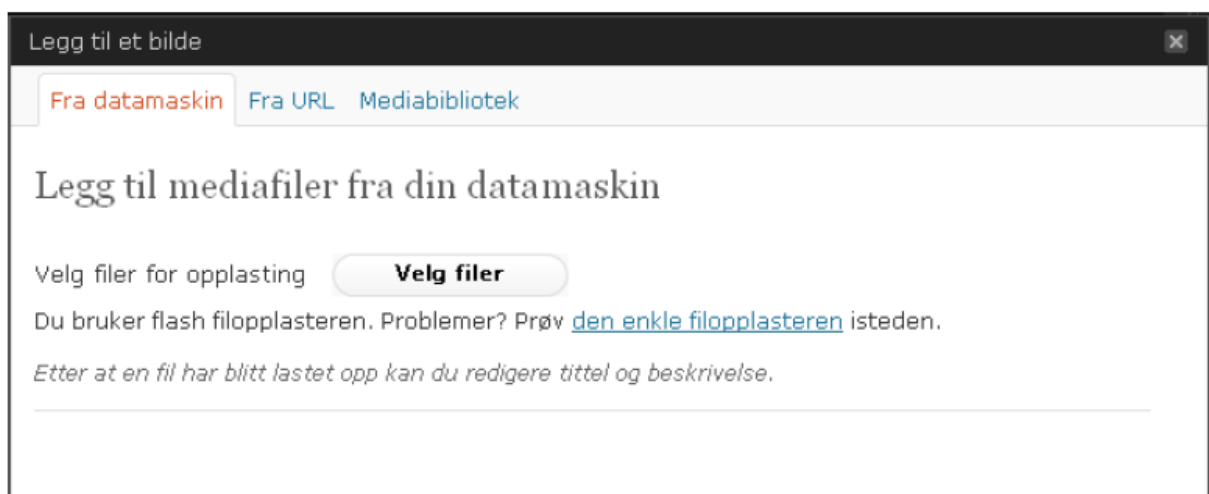 Legg til et bilde
Fra datamaskin Fra URL Mediabibliotek
Legg til mediafiler fra din datamaskin
Velg filer for opplasting Velg filer
Du bruker flash filopplasteren. Problemer? Prøv den enkle filopplasteren isteden.
Etter at en fil har blitt lastet opp kan du redigere tittel og beskrivelse.